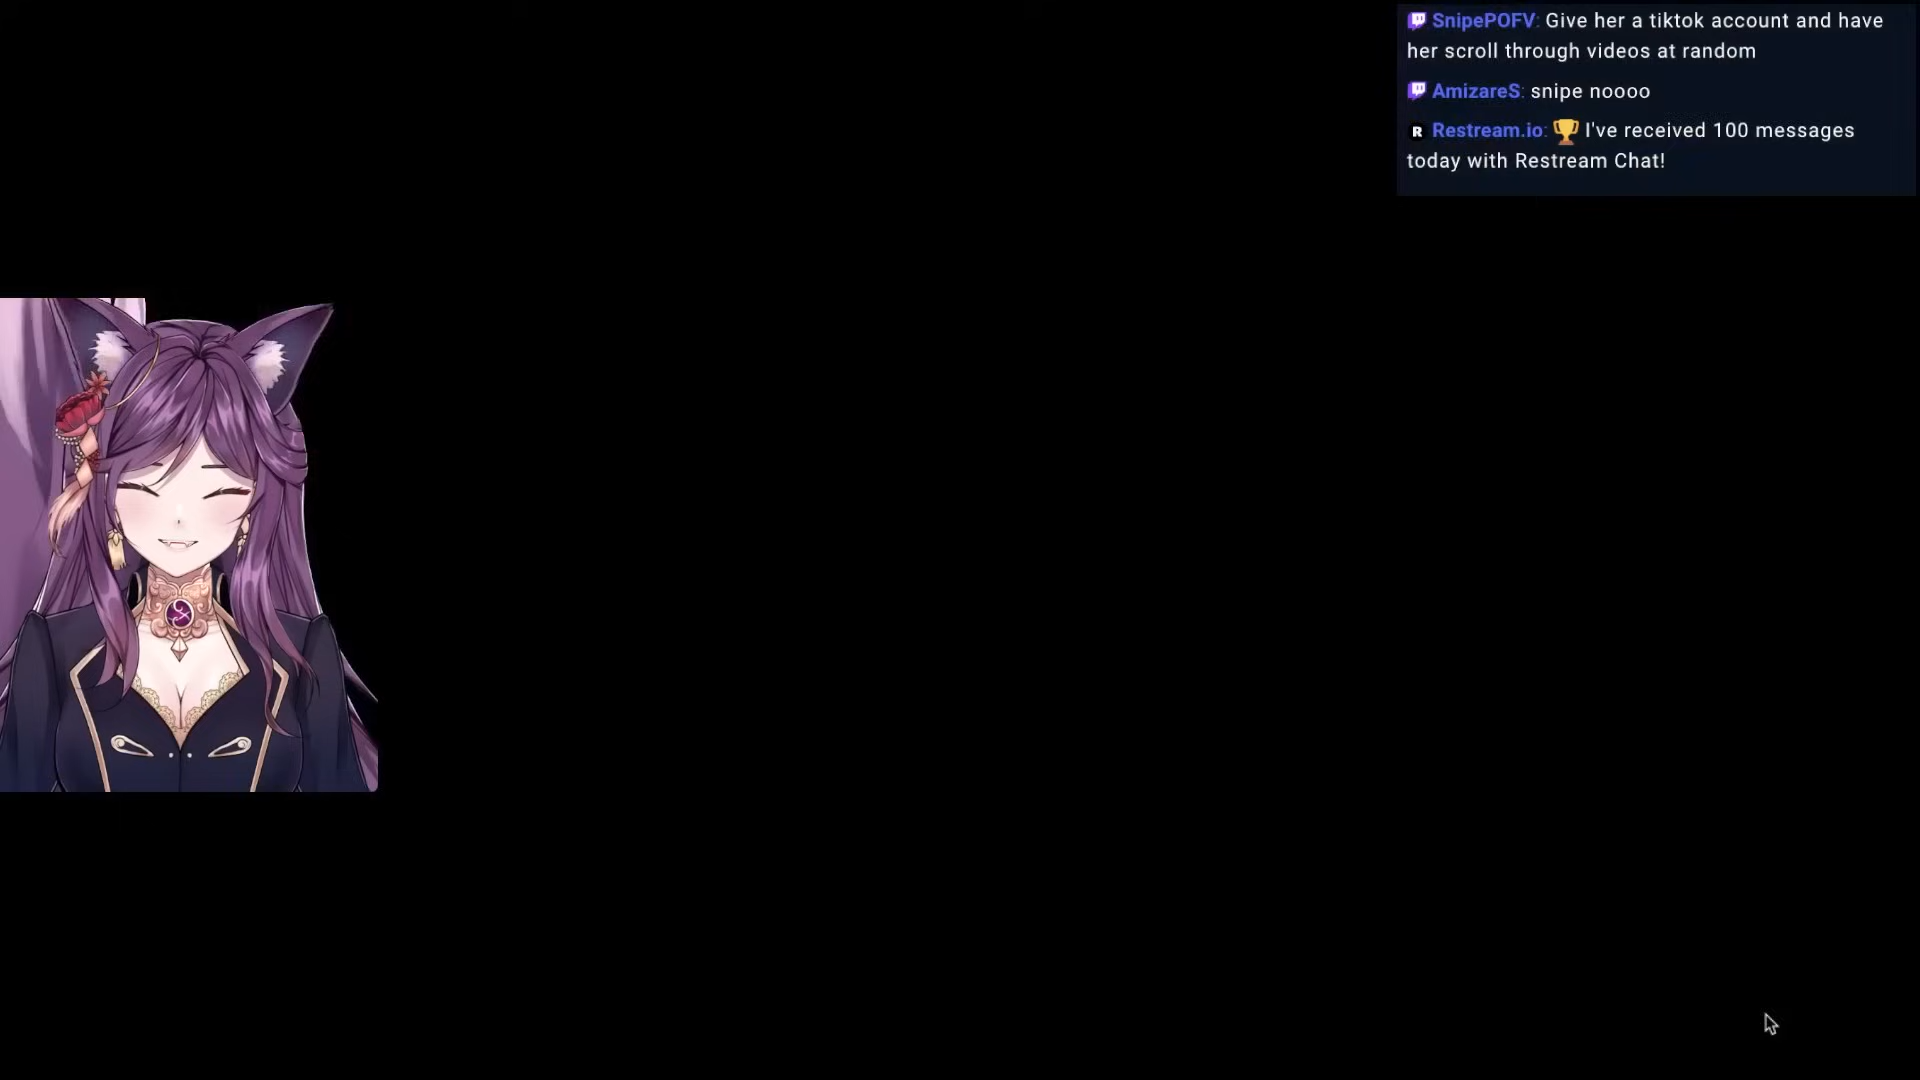 SnipePOFV: Give her a tiktok account and have
her scroll through videos at random
AmizareS: snipe noooo
R Restream.io: 🏆 I've received 100 messages
today with Restream Chat!